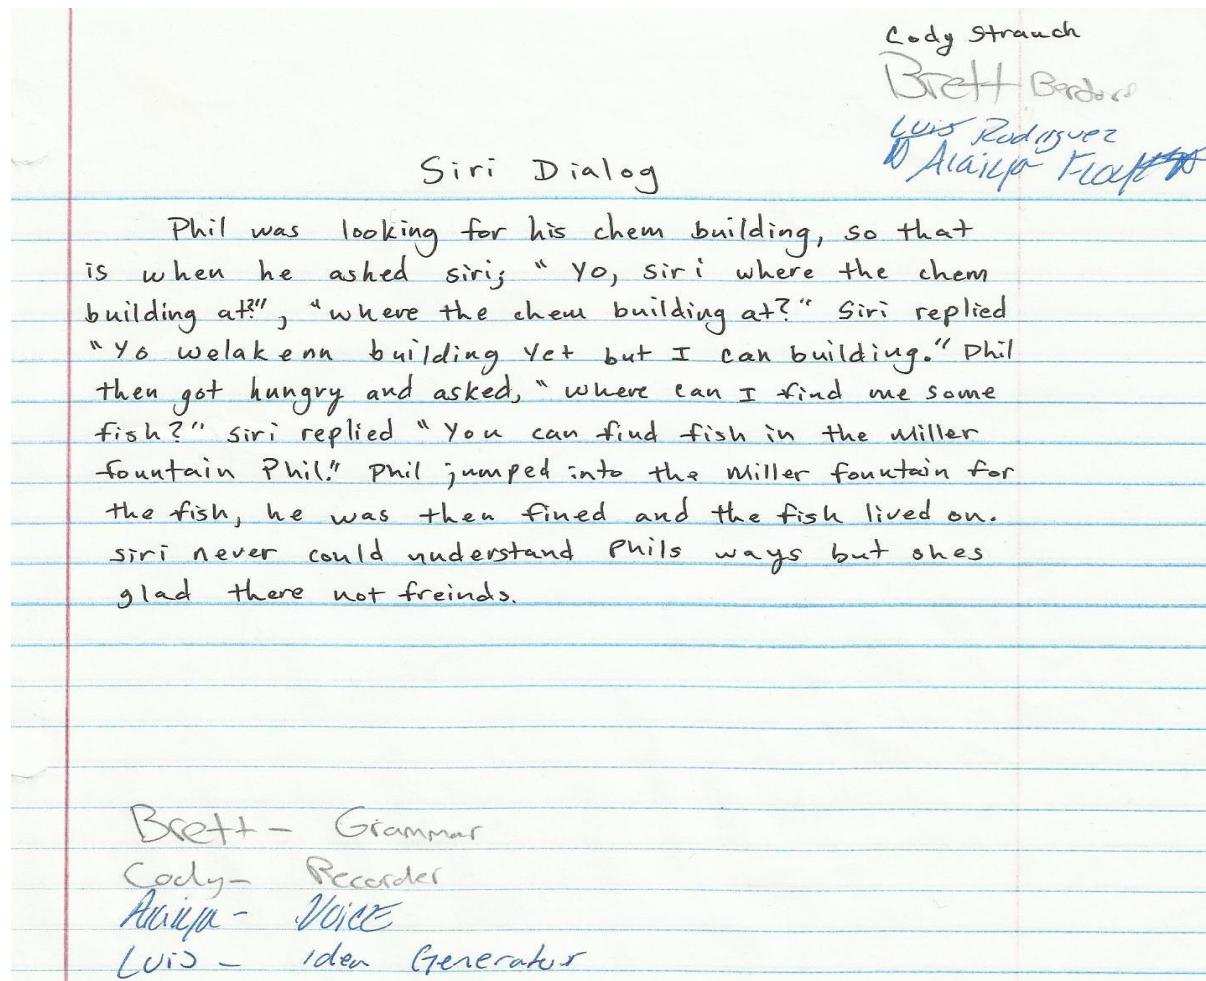 Cody Strauch
Brett
Luis Rodriguez
Siri Dialog
Phil was looking for his chem building, so that
is when he asked siri; "Yo, siri where the chem
building at?", "where the chem building at?" Siri replied
"Yo welakenn building yet but I can building." Phil
then got hungry and asked, "where can I find me some
fish?" Siri replied "You can find fish in the Miller
fountain Phil." Phil jumped into the Miller fountain for
the fish, he was then fined and the fish lived on.
Siri never could understand Phils ways but shes
glad there not freinds.
Brett - Grammar
Cody - Recorder
- Voice
Luis - Idea Generator